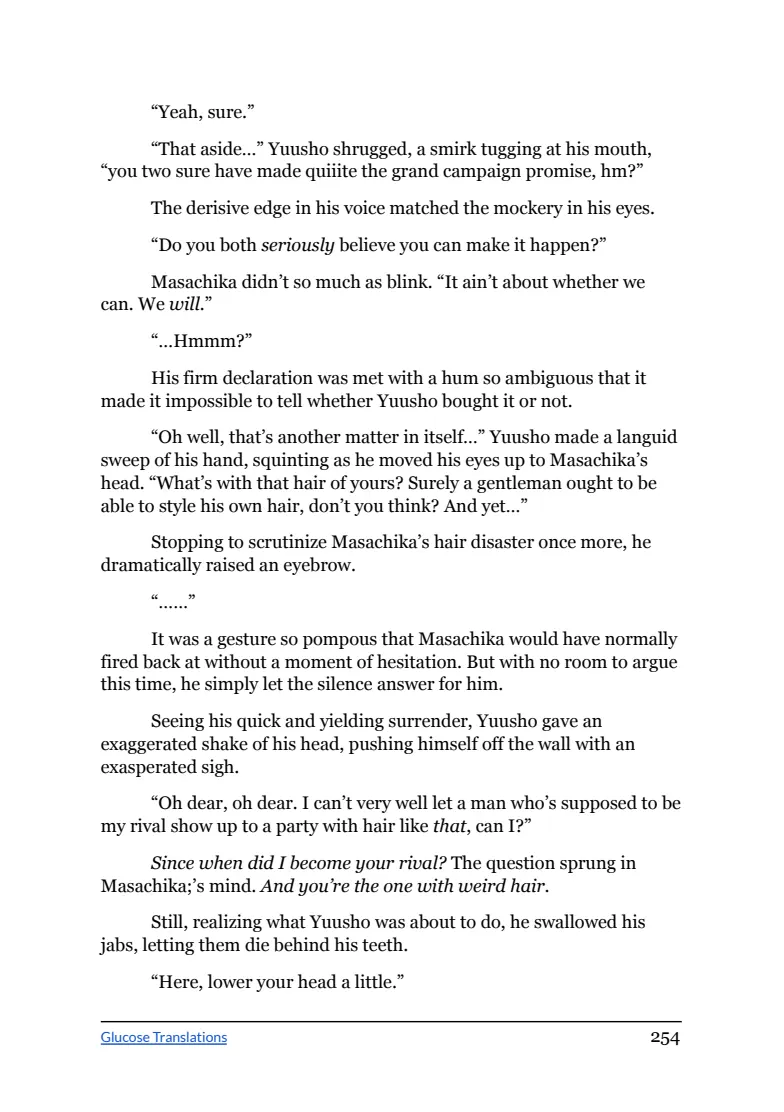 “Yeah, sure.”
“That aside...” Yuusho shrugged, a smirk tugging at his mouth,
“you two sure have made quiiite the grand campaign promise, hm?”
The derisive edge in his voice matched the mockery in his eyes.
“Do you both seriously believe you can make it happen?”
Masachika didn’t so much as blink. “It ain’t about whether we
can. We will.”
“...Hmmm?”
His firm declaration was met with a hum so ambiguous that it
made it impossible to tell whether Yuusho bought it or not.
“Oh well, that’s another matter in itself...” Yuusho made a languid
sweep of his hand, squinting as he moved his eyes up to Masachika’s
head. “What’s with that hair of yours? Surely a gentleman ought to be
able to style his own hair, don’t you think? And yet...”
Stopping to scrutinize Masachika’s hair disaster once more, he
dramatically raised an eyebrow.
“......”
It was a gesture so pompous that Masachika would have normally
fired back at without a moment of hesitation. But with no room to argue
this time, he simply let the silence answer for him.
Seeing his quick and yielding surrender, Yuusho gave an
exaggerated shake of his head, pushing himself off the wall with an
exasperated sigh.
“Oh dear, oh dear. I can’t very well let a man who’s supposed to be
my rival show up to a party with hair like that, can I?”
Since when did I become your rival? The question sprung in
Masachika;’s mind. And you’re the one with weird hair.
Still, realizing what Yuusho was about to do, he swallowed his
jabs, letting them die behind his teeth.
“Here, lower your head a little.”
Glucose Translations
254